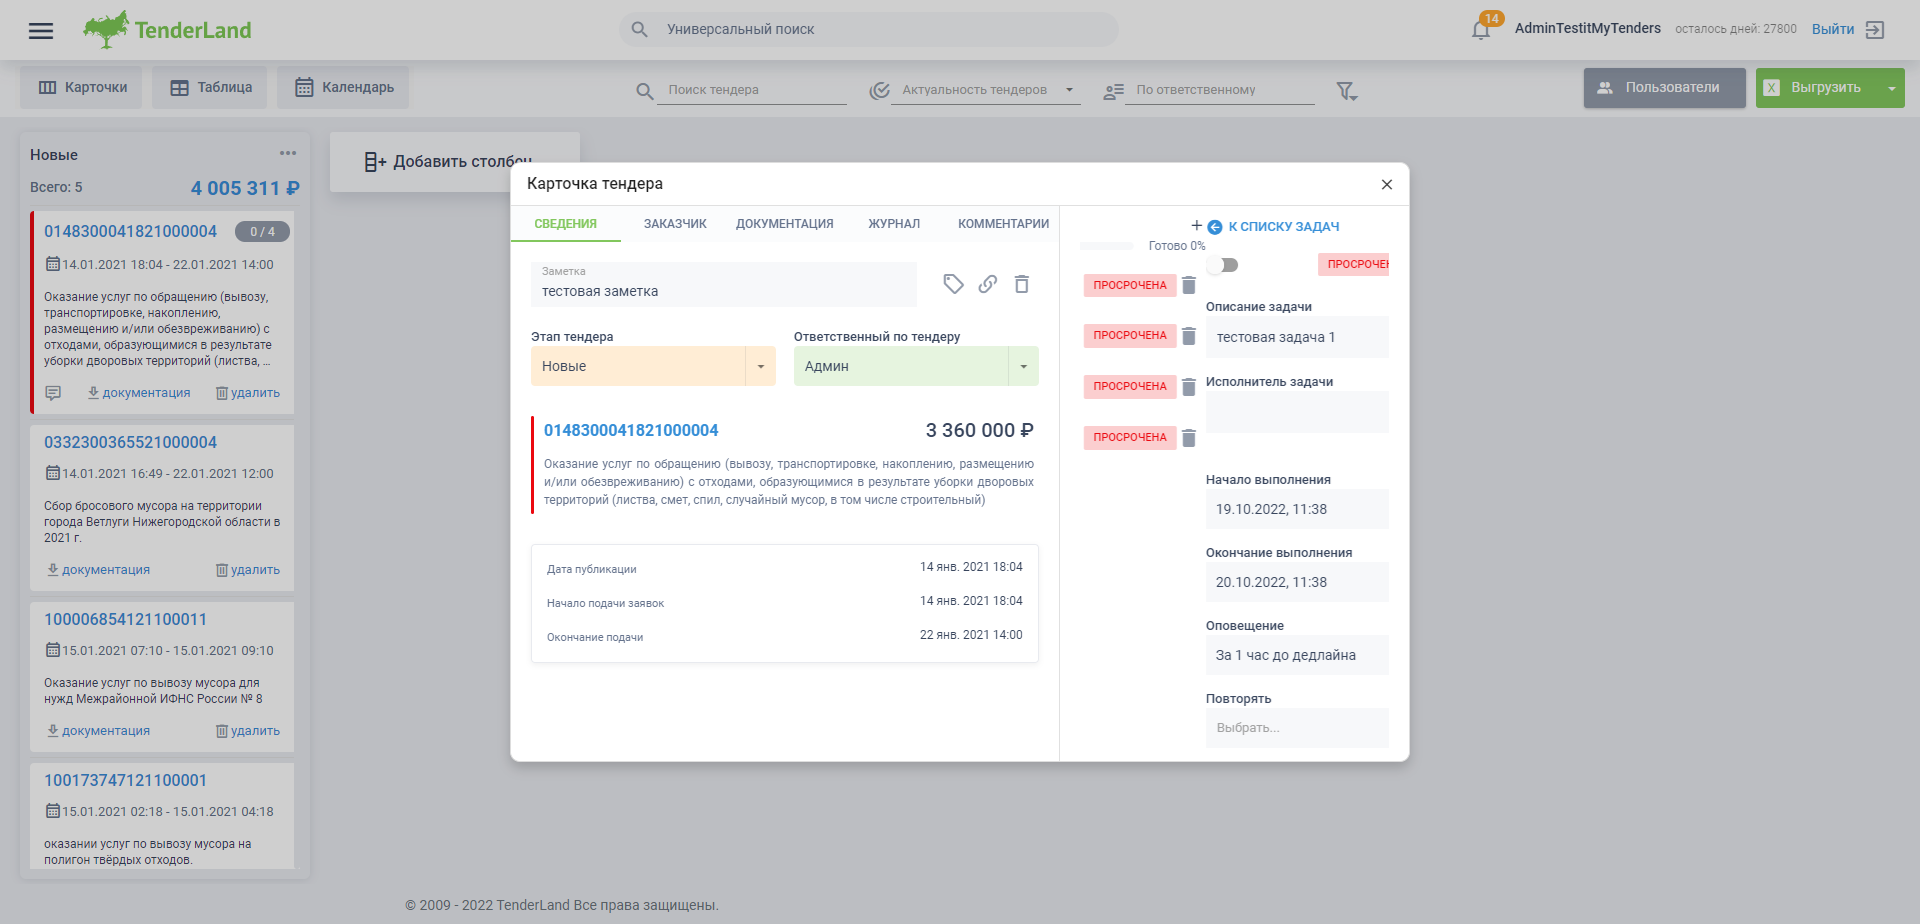 TenderLand
Универсальный поиск
14
AdminTestitMyTenders
осталось дней: 27800
Выйти
Карточки
Таблица
Календарь
Поиск тендера
Актуальность тендеров
По ответственному
Пользователи
X Выгрузить
Новые
Всего: 5
4 005 311 ₽
0148300041821000004
0 / 4
14.01.2021 18:04 - 22.01.2021 14:00
Оказание услуг по обращению (вывозу,
транспортировке, накоплению,
размещению и/или обезвреживанию) с
отходами, образующимися в результате
уборки дворовых территорий (листва, ...
документация
удалить
0332300365521000004
14.01.2021 16:49 - 22.01.2021 12:00
Сбор бросового мусора на территории
города Ветлуги Нижегородской области в
2021 г.
документация
удалить
100006854121100011
15.01.2021 07:10 - 15.01.2021 09:10
Оказание услуг по вывозу мусора для
нужд Межрайонной ИФНС России № 8
документация
удалить
100173747121100001
15.01.2021 02:18 - 15.01.2021 04:18
оказании услуг по вывозу мусора на
полигон твёрдых отходов.
Добавить столбец
Карточка тендера
СВЕДЕНИЯ
ЗАКАЗЧИК
ДОКУМЕНТАЦИЯ
ЖУРНАЛ
КОММЕНТАРИИ
Заметка
тестовая заметка
Этап тендера
Новые
Ответственный по тендеру
Админ
0148300041821000004
3 360 000 ₽
Оказание услуг по обращению (вывозу, транспортировке, накоплению, размещению
и/или обезвреживанию) с отходами, образующимися в результате уборки дворовых
территорий (листва, смет, спил, случайный мусор, в том числе строительный)
Дата публикации
14 янв. 2021 18:04
Начало подачи заявок
14 янв. 2021 18:04
Окончание подачи
22 янв. 2021 14:00
+
Готово 0%
ПРОСРОЧЕНА
ПРОСРОЧЕНА
ПРОСРОЧЕНА
ПРОСРОЧЕНА
К СПИСКУ ЗАДАЧ
ПРОСРОЧЕН
Описание задачи
тестовая задача 1
Исполнитель задачи
Начало выполнения
19.10.2022, 11:38
Окончание выполнения
20.10.2022, 11:38
Оповещение
За 1 час до дедлайна
Повторять
Выбрать...
© 2009 - 2022 TenderLand Все права защищены.